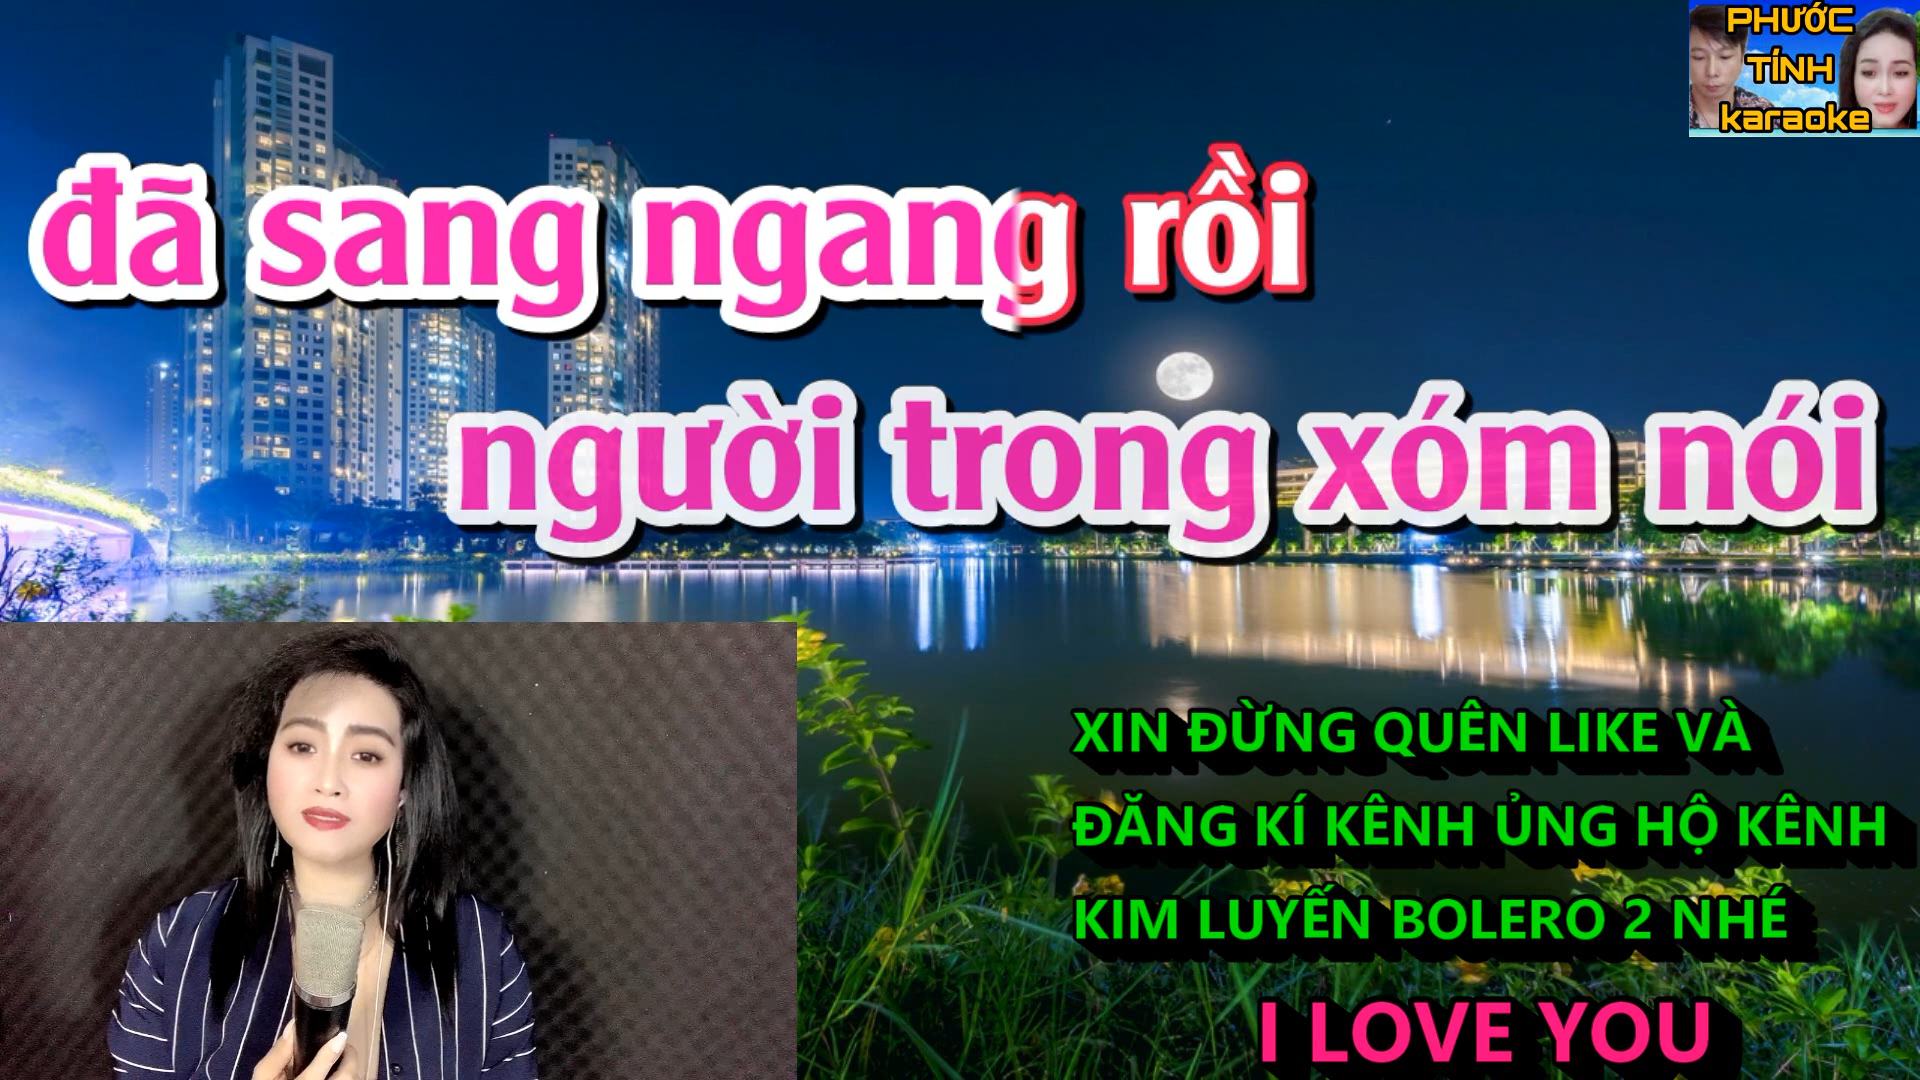 PHƯỚC
TÍNH
karaoke
đã sang ngang rồi
người trong xóm nói
XIN ĐỪNG QUÊN LIKE VÀ
ĐĂNG KÍ KÊNH ỦNG HỘ KÊNH
KIM LUYẾN BOLERO 2 NHÉ
I LOVE YOU